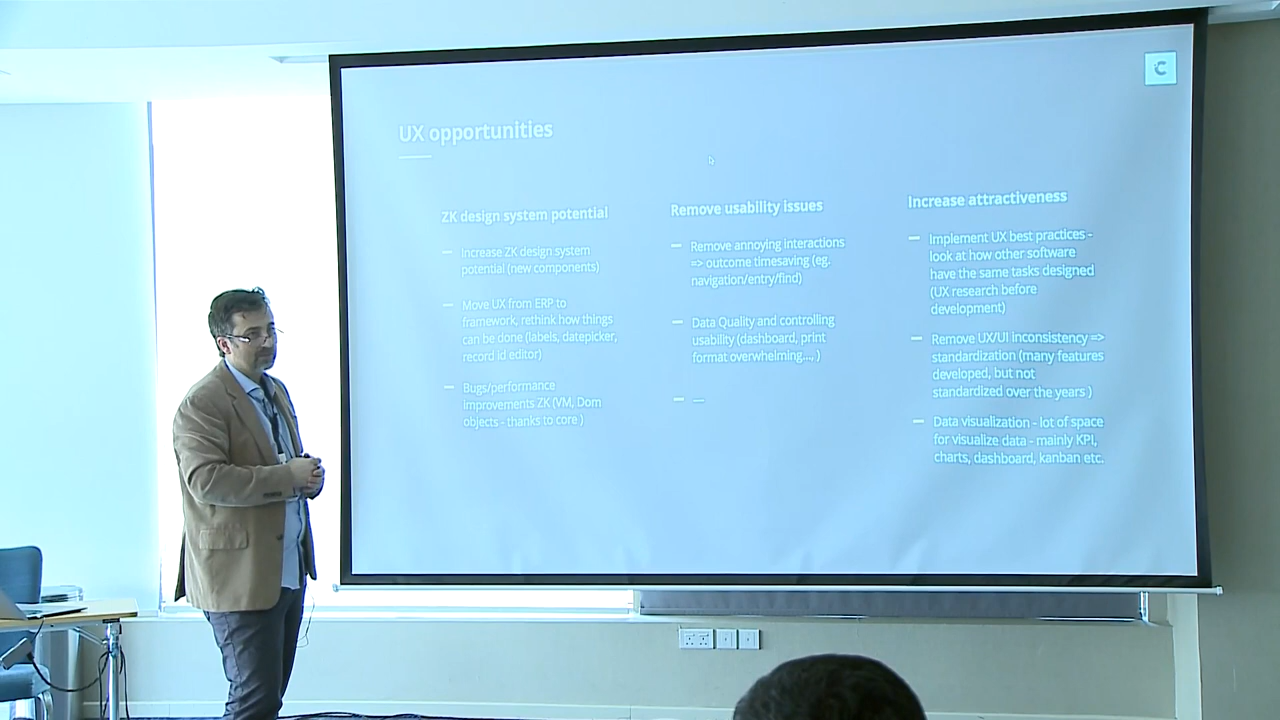 C
UX opportunities
ZK design system potential
— Increase ZK design system
potential (new components)
— Move UX from ERP to
framework, rethink how things
can be done (labels, datepicker,
record id editor)
— Bugs/performance
improvements ZK (VM, Dom
objects - thanks to core )
Remove usability issues
— Remove annoying interactions
=> outcome timesaving (eg.
navigation/entry/find)
— Data Quality and controlling
usability (dashboard, print
format overwhelming..., )
— —
Increase attractiveness
— Implement UX best practices -
look at how other software
have the same tasks designed
(UX research before
development)
— Remove UX/UI inconsistency =>
standardization (many features
developed, but not
standardized over the years )
— Data visualization - lot of space
for visualize data - mainly KPI,
charts, dashboard, kanban etc.